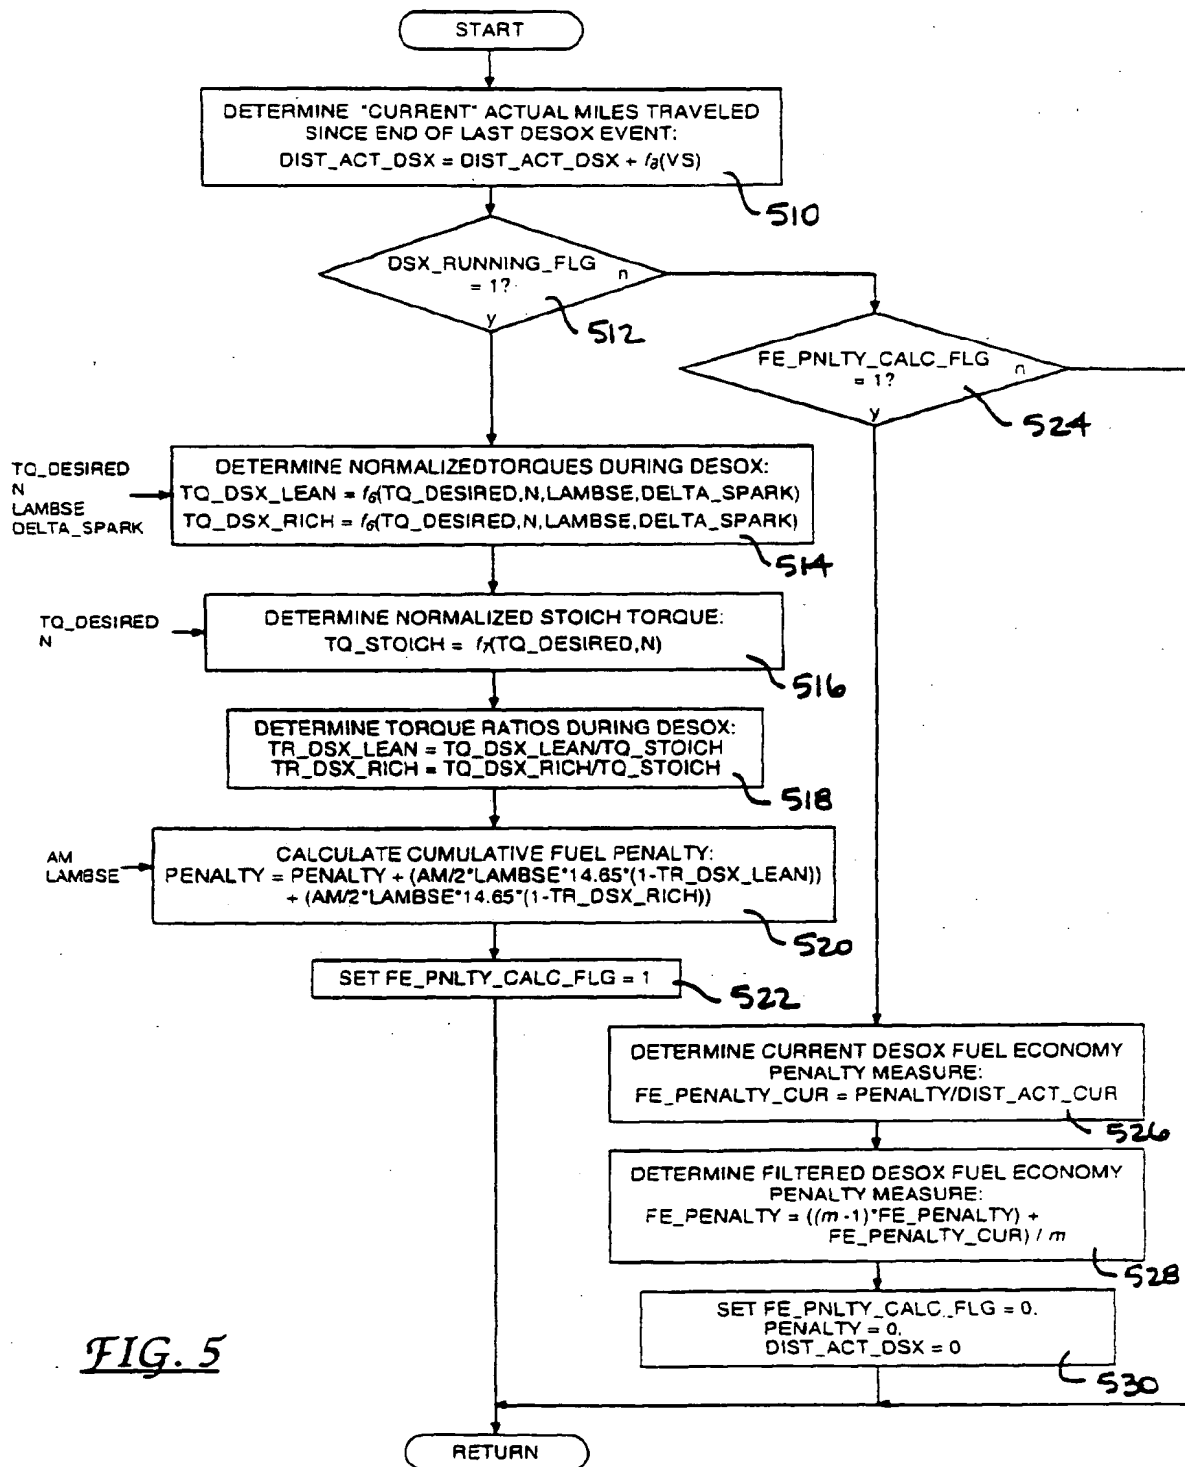 START
DETERMINE "CURRENT" ACTUAL MILES TRAVELED
SINCE END OF LAST DESOX EVENT:
DIST_ACT_DSX = DIST_ACT_DSX + fa(VS)
510
DSX_RUNNING_FLG
= 1?
n
y
512
FE_PNLTY_CALC_FLG
= 1?
n
y
524
TQ_DESIRED
N
LAMBSE
DELTA_SPARK
DETERMINE NORMALIZEDTORQUES DURING DESOX:
TQ_DSX_LEAN = f6(TQ_DESIRED,N,LAMBSE,DELTA_SPARK)
TQ_DSX_RICH = f6(TQ_DESIRED,N,LAMBSE,DELTA_SPARK)
514
TQ_DESIRED
N
DETERMINE NORMALIZED STOICH TORQUE:
TQ_STOICH = f7(TQ_DESIRED,N)
516
DETERMINE TORQUE RATIOS DURING DESOX:
TR_DSX_LEAN = TQ_DSX_LEAN/TQ_STOICH
TR_DSX_RICH = TQ_DSX_RICH/TQ_STOICH
518
AM
LAMBSE
CALCULATE CUMULATIVE FUEL PENALTY:
PENALTY = PENALTY + (AM/2*LAMBSE*14.65*(1-TR_DSX_LEAN))
+ (AM/2*LAMBSE*14.65*(1-TR_DSX_RICH))
520
SET FE_PNLTY_CALC_FLG = 1
522
DETERMINE CURRENT DESOX FUEL ECONOMY
PENALTY MEASURE:
FE_PENALTY_CUR = PENALTY/DIST_ACT_CUR
526
DETERMINE FILTERED DESOX FUEL ECONOMY
PENALTY MEASURE:
FE_PENALTY = ((m -1)*FE_PENALTY) +
FE_PENALTY_CUR) / m
528
SET FE_PNLTY_CALC_FLG = 0.
PENALTY = 0.
DIST_ACT_DSX = 0
530
FIG. 5
RETURN